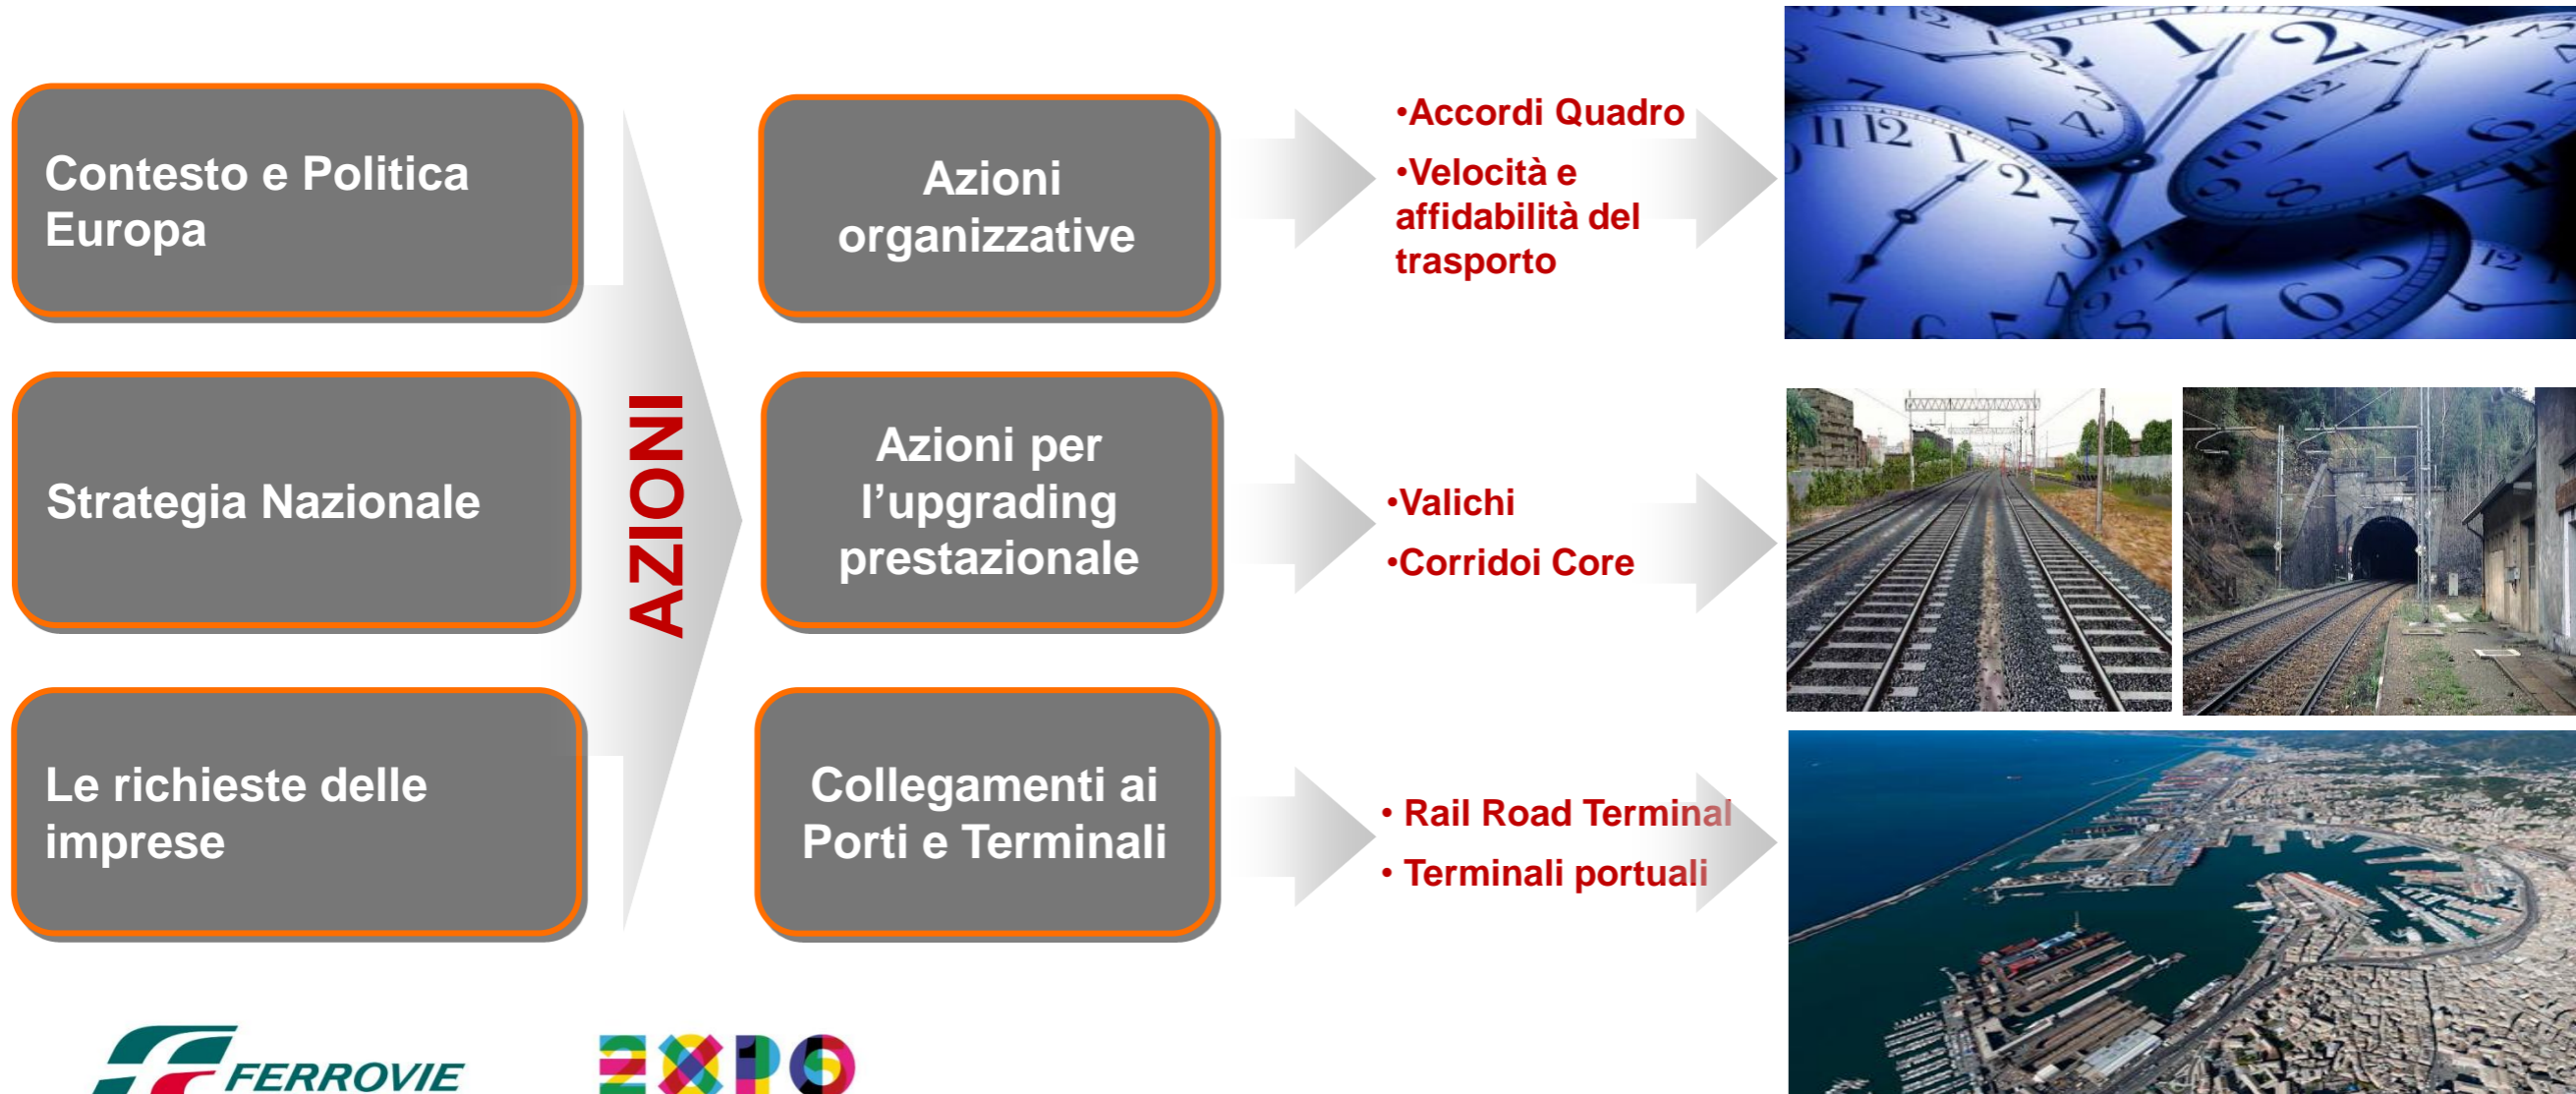 Contesto e Politica
Europa
Strategia Nazionale
Le richieste delle
imprese
AZIONI
Azioni
organizzative
Azioni per
l’upgrading
prestazionale
Collegamenti ai
Porti e Terminali
•Accordi Quadro
•Velocità e
affidabilità del
trasporto
•Valichi
•Corridoi Core
• Rail Road Terminal
• Terminali portuali
FERROVIE
EXPO